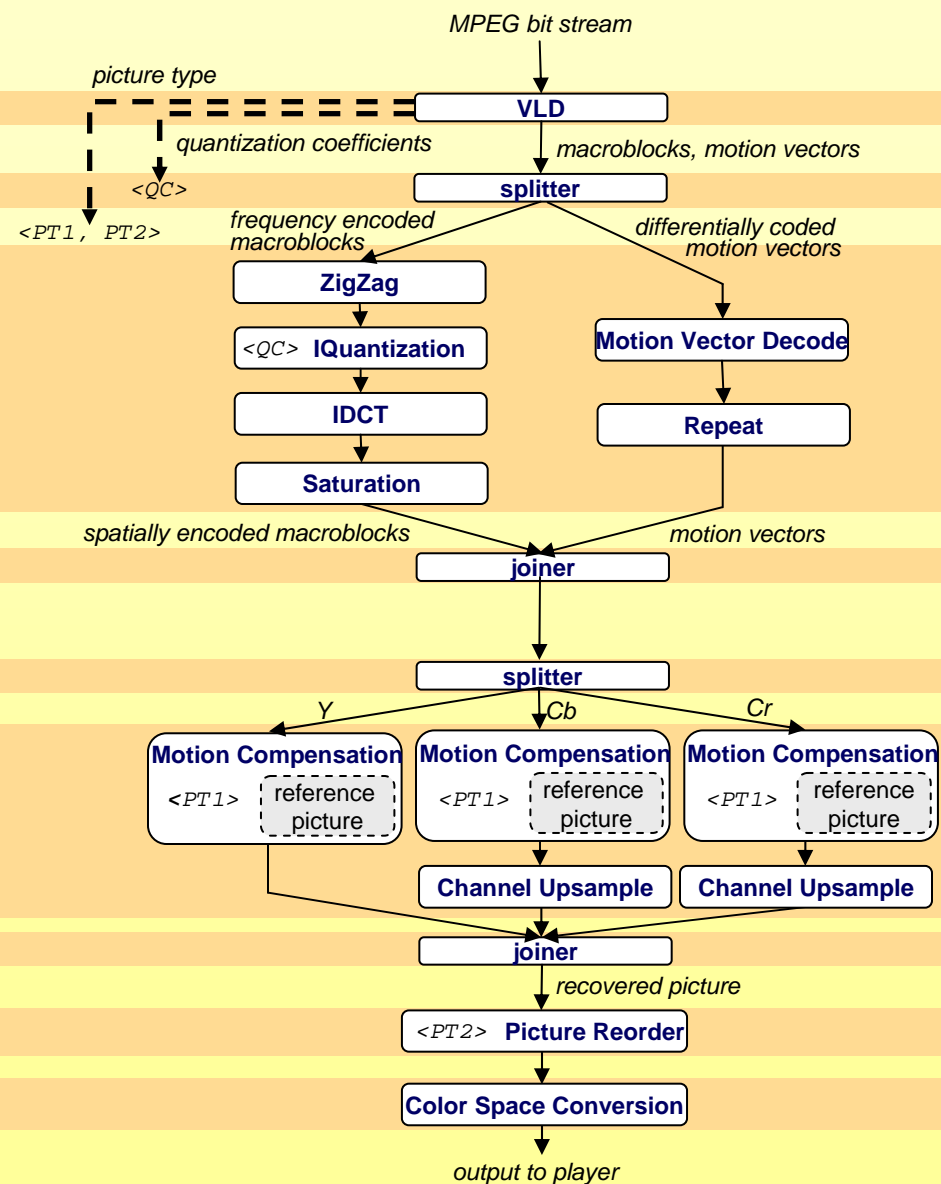 MPEG bit stream
picture type
VLD
quantization coefficients
macroblocks, motion vectors
<QC>
splitter
<PT1, PT2>
frequency encoded
macroblocks
differentially coded
motion vectors
ZigZag
<QC> IQuantization
Motion Vector Decode
IDCT
Repeat
Saturation
spatially encoded macroblocks
motion vectors
joiner
splitter
Y
Cb
Cr
Motion Compensation
<PT1>
reference
picture
Motion Compensation
<PT1>
reference
picture
Motion Compensation
<PT1>
reference
picture
Channel Upsample
Channel Upsample
joiner
recovered picture
<PT2> Picture Reorder
Color Space Conversion
output to player